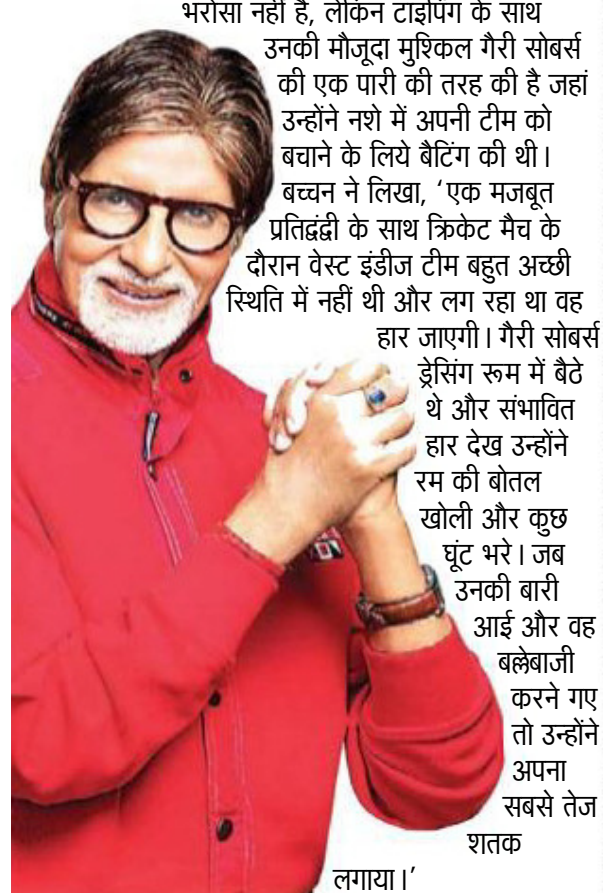 भरोसा नहीं है, लेकिन टाइपिंग के साथ
उनकी मौजूदा मुश्किल गैरी सोबर्स
की एक पारी की तरह की है जहां
उन्होंने नशे में अपनी टीम को
बचाने के लिये बैटिंग की थी।
बच्चन ने लिखा, ‘एक मजबूत
प्रतिद्वंद्वी के साथ क्रिकेट मैच के
दौरान वेस्ट इंडीज टीम बहुत अच्छी
स्थिति में नहीं थी और लग रहा था वह
हार जाएगी। गैरी सोबर्स
ड्रेसिंग रूम में बैठे
थे और संभावित
हार देख उन्होंने
रम की बोतल
खोली और कुछ
घूंट भरे। जब
उनकी बारी
आई और वह
बल्लेबाजी
करने गए
तो उन्होंने
अपना
सबसे तेज
शतक
लगाया।’